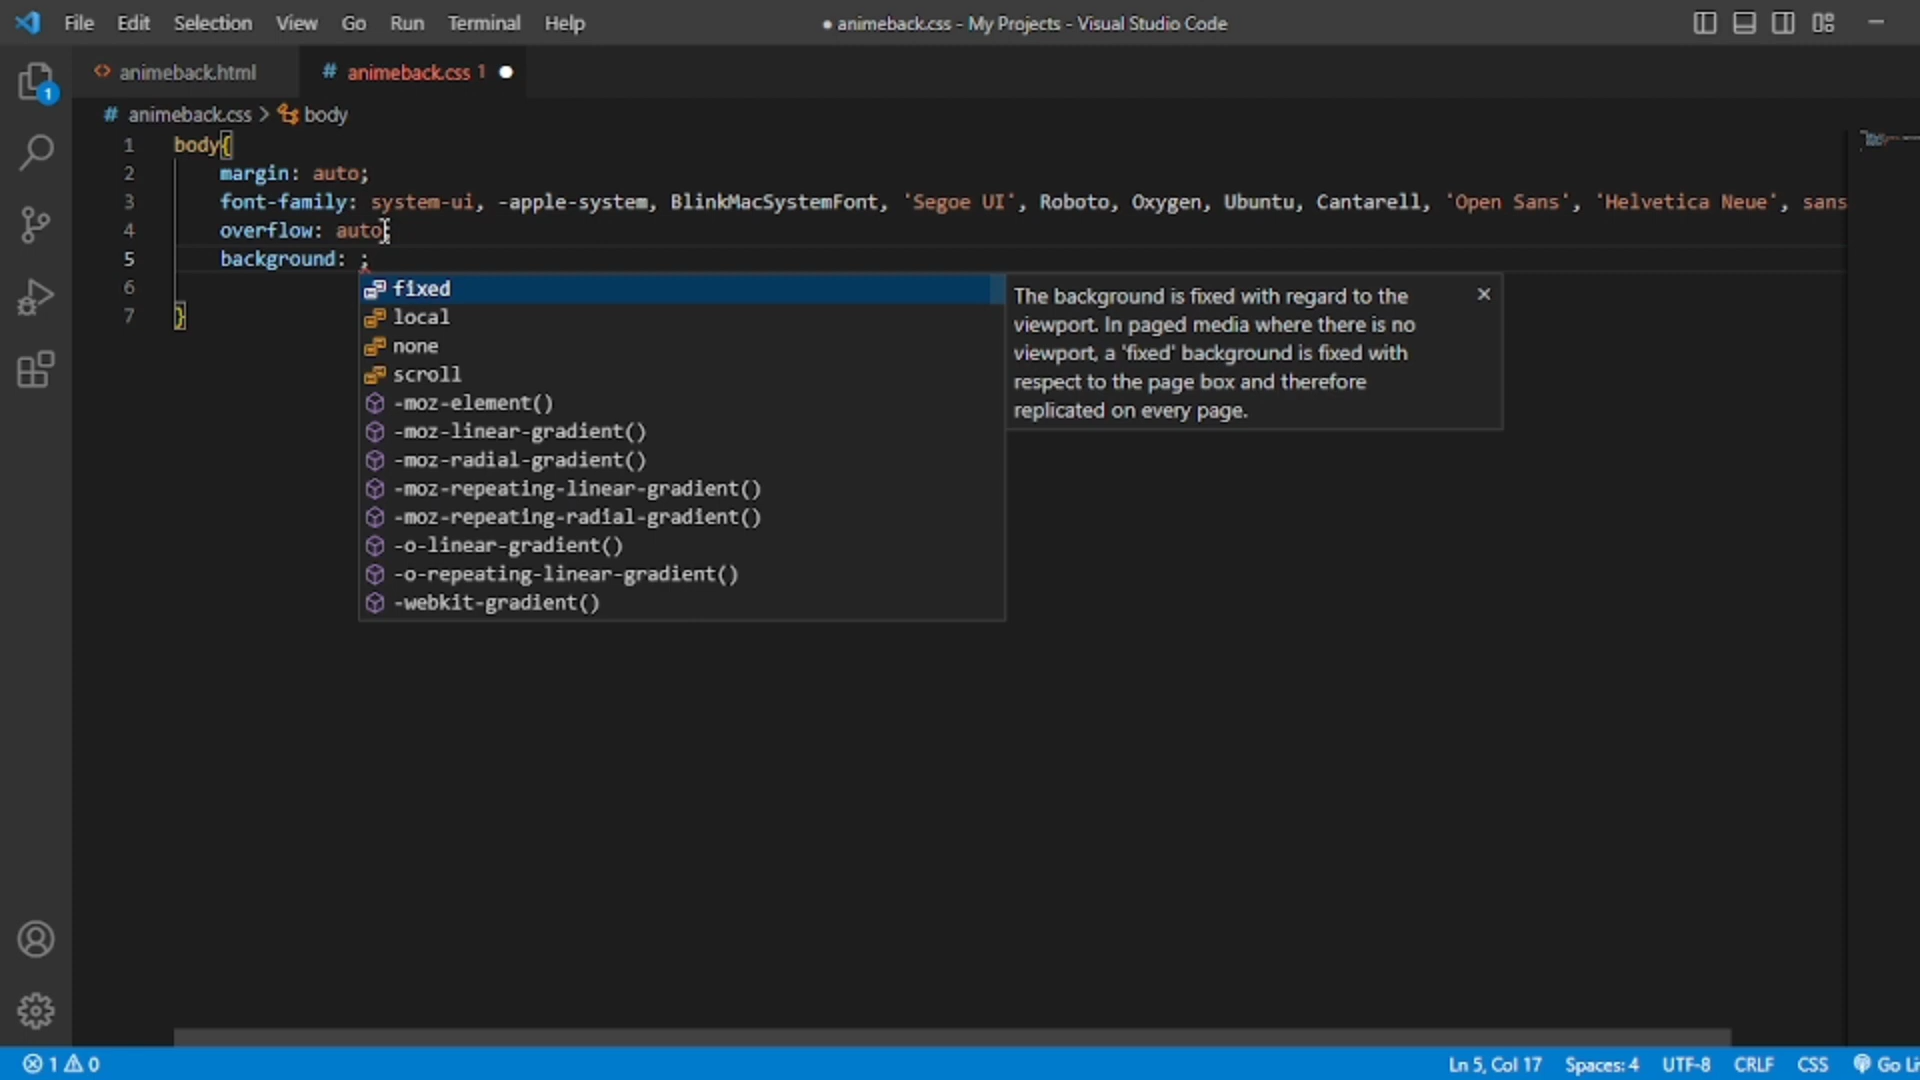 File Edit Selection View Go Run Terminal Help
● animeback.css - My Projects - Visual Studio Code
animeback.html
# animeback.css 1 ●
# animeback.css > body
1 body{
2 margin: auto;
3 font-family: system-ui, -apple-system, BlinkMacSystemFont, 'Segoe UI', Roboto, Oxygen, Ubuntu, Cantarell, 'Open Sans', 'Helvetica Neue', sans
4 overflow: auto;
5 background: ;
6
7 }
fixed
local
none
scroll
-moz-element()
-moz-linear-gradient()
-moz-radial-gradient()
-moz-repeating-linear-gradient()
-moz-repeating-radial-gradient()
-o-linear-gradient()
-o-repeating-linear-gradient()
-webkit-gradient()
The background is fixed with regard to the
viewport. In paged media where there is no
viewport, a 'fixed' background is fixed with
respect to the page box and therefore
replicated on every page.
1
1 0
Ln 5, Col 17 Spaces: 4 UTF-8 CRLF CSS Go Li